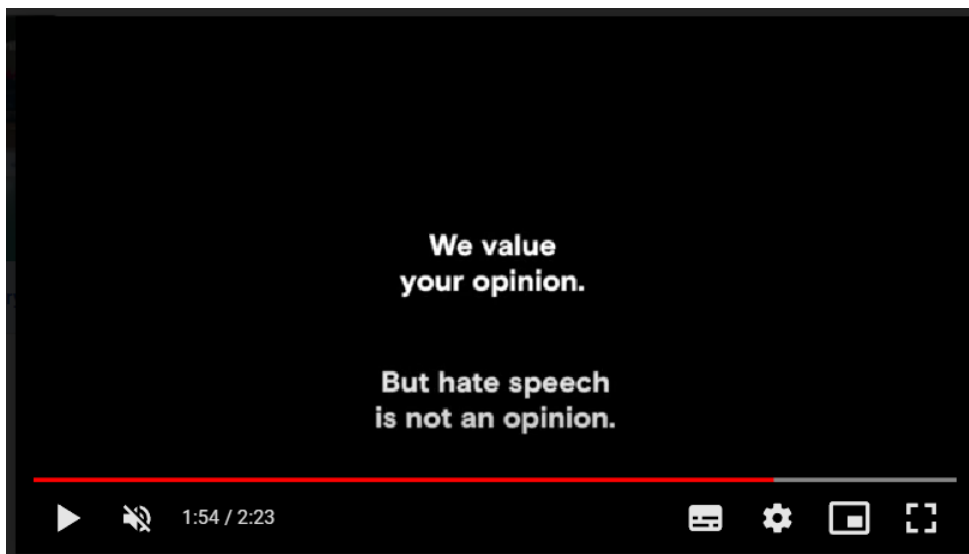 We value
your opinion.
But hate speech
is not an opinion.
1:54 / 2:23